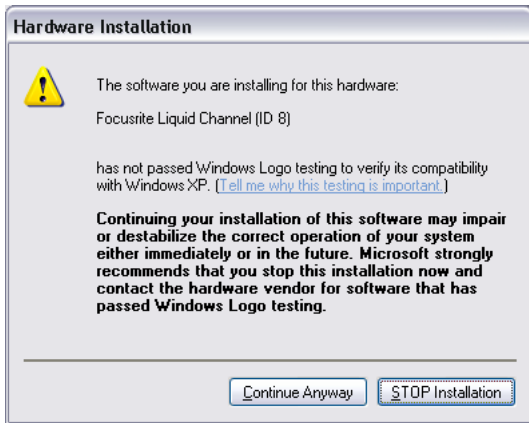 Hardware Installation
The software you are installing for this hardware:
Focusrite Liquid Channel (ID 8)
has not passed Windows Logo testing to verify its compatibility
with Windows XP. (Tell me why this testing is important.)
Continuing your installation of this software may impair
or destabilize the correct operation of your system
either immediately or in the future. Microsoft strongly
recommends that you stop this installation now and
contact the hardware vendor for software that has
passed Windows Logo testing.
Continue Anyway
STOP Installation